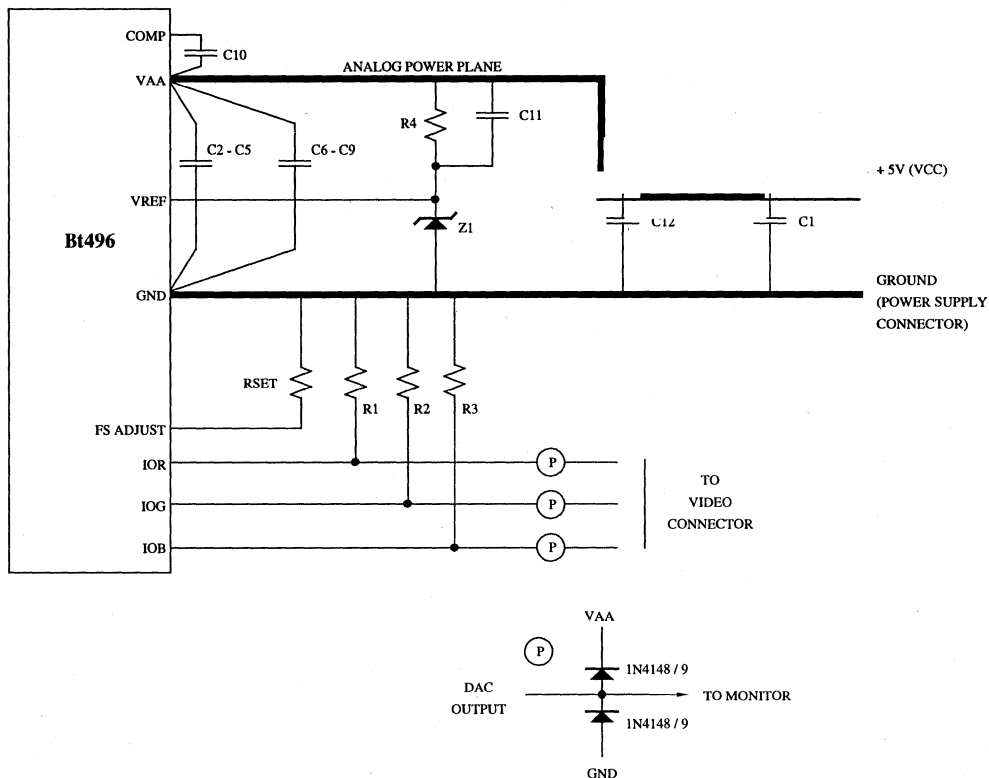 COMP
C10
VAA
ANALOG POWER PLANE
R4
C11
C2 - C5
C6 - C9
+ 5V (VCC)
VREF
Z1
C12
C1
Bt496
GND
GROUND
(POWER SUPPLY
CONNECTOR)
RSET
R1
R2
R3
FS ADJUST
IOR
P
TO
VIDEO
CONNECTOR
IOG
P
IOB
P
VAA
P
1N4148 / 9
DAC
OUTPUT
TO MONITOR
1N4148 / 9
GND